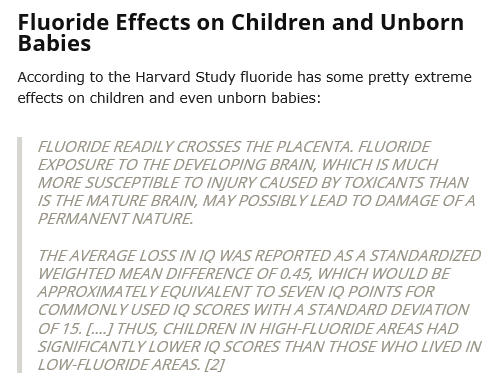 Fluoride Effects on Children and Unborn
Babies
According to the Harvard Study fluoride has some pretty extreme
effects on children and even unborn babies:
FLUORIDE READILY CROSSES THE PLACENTA. FLUORIDE
EXPOSURE TO THE DEVELOPING BRAIN, WHICH IS MUCH
MORE SUSCEPTIBLE TO INJURY CAUSED BY TOXICANTS THAN
IS THE MATURE BRAIN, MAY POSSIBLY LEAD TO DAMAGE OF A
PERMANENT NATURE.
THE AVERAGE LOSS IN IQ WAS REPORTED AS A STANDARDIZED
WEIGHTED MEAN DIFFERENCE OF 0.45, WHICH WOULD BE
APPROXIMATELY EQUIVALENT TO SEVEN IQ POINTS FOR
COMMONLY USED IQ SCORES WITH A STANDARD DEVIATION
OF 15. [....] THUS, CHILDREN IN HIGH-FLUORIDE AREAS HAD
SIGNIFICANTLY LOWER IQ SCORES THAN THOSE WHO LIVED IN
LOW-FLUORIDE AREAS. [2]